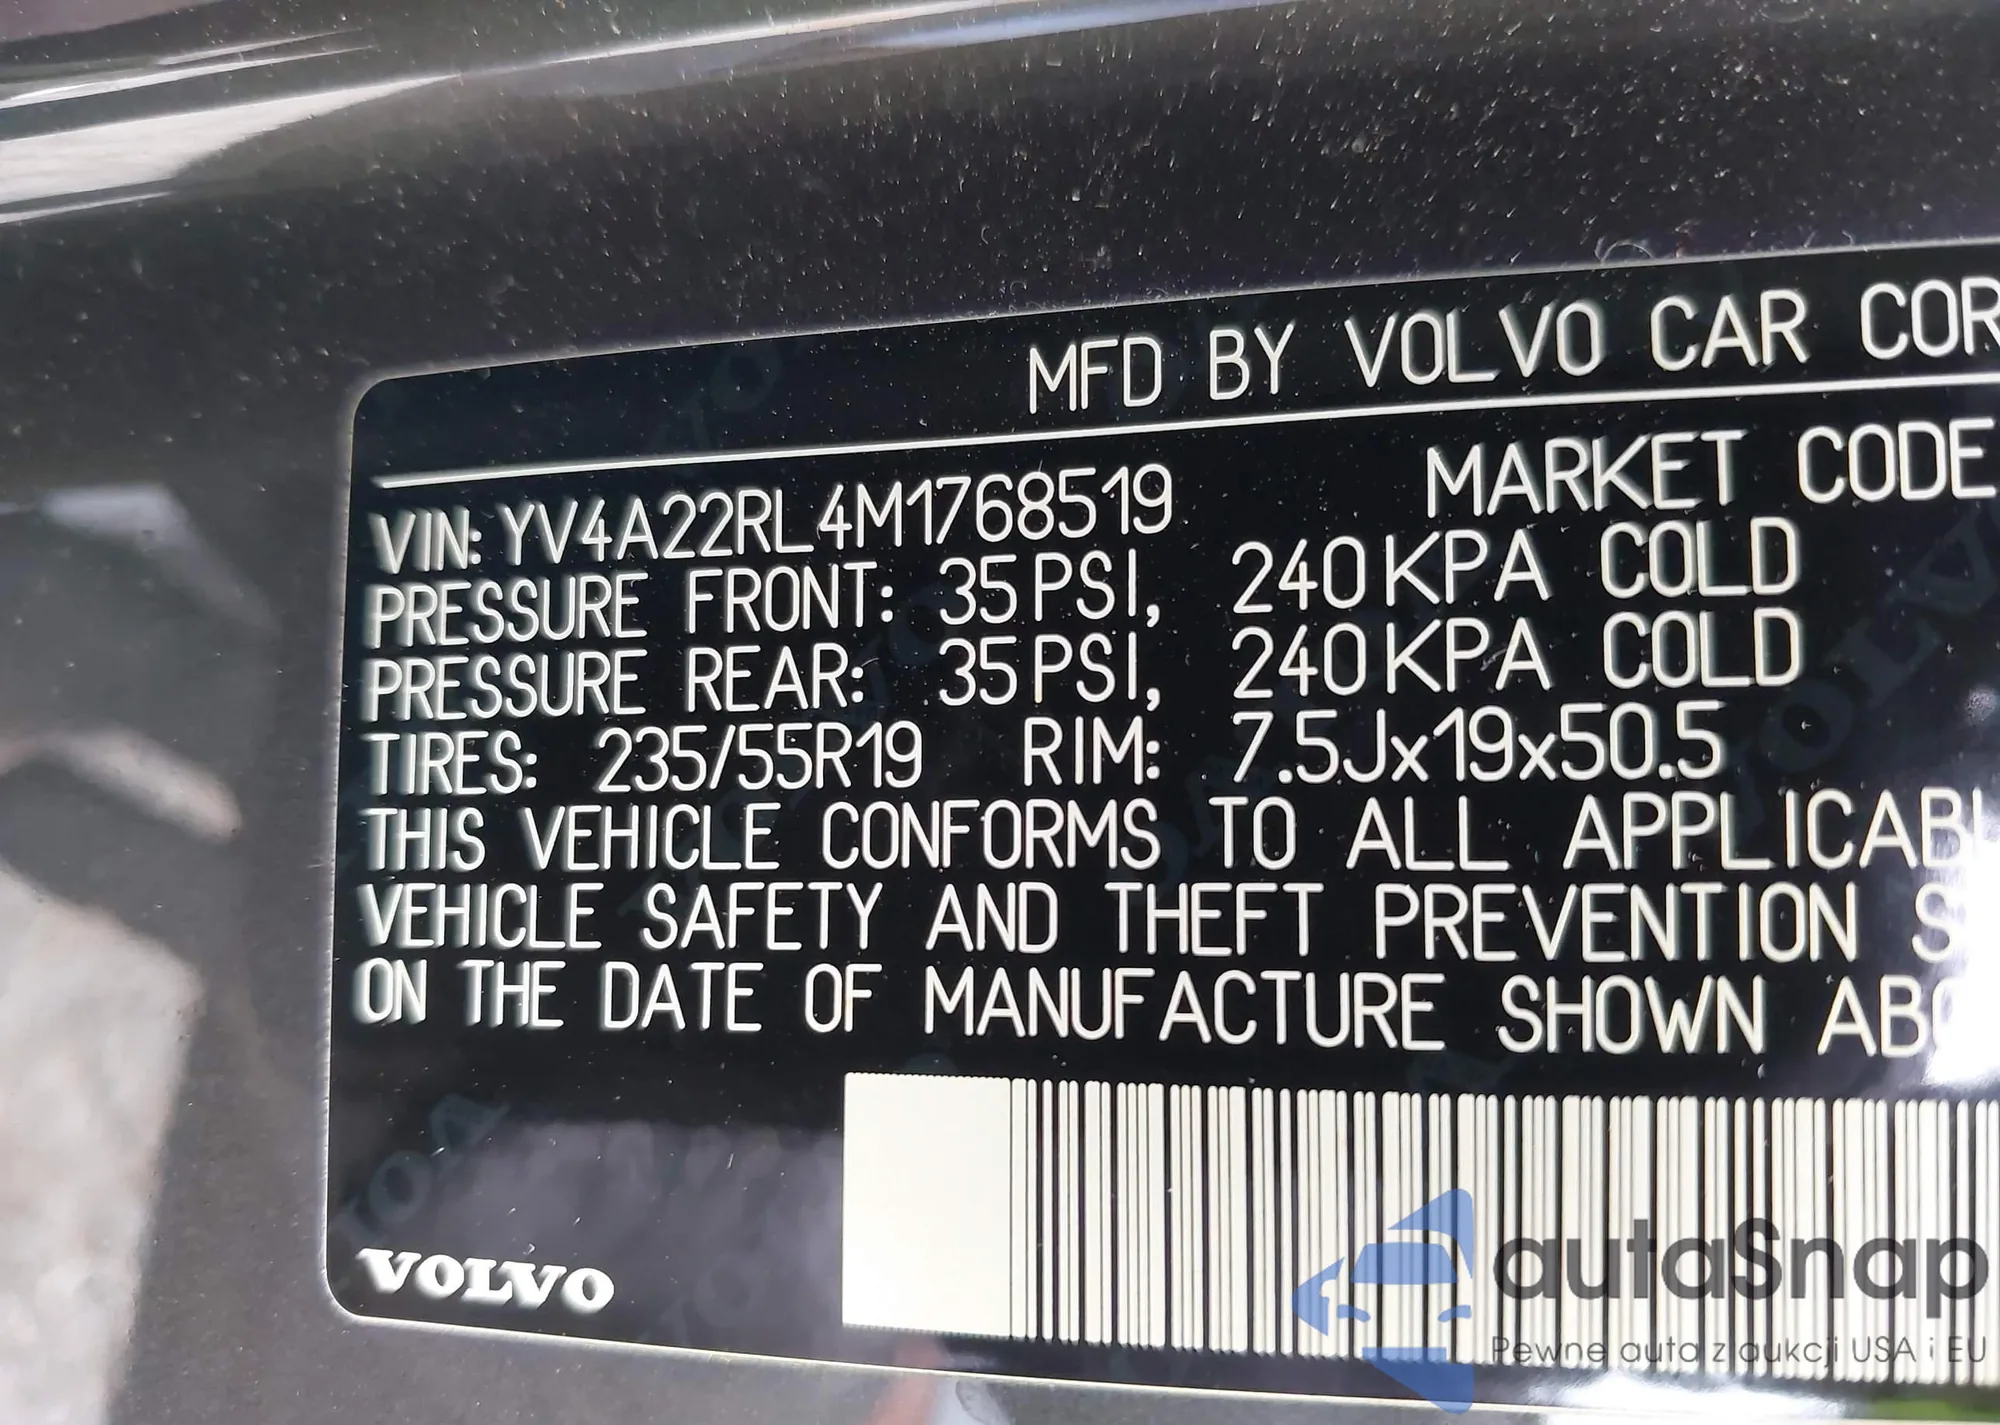 MFD BY VOLVO CAR COR
VIN: YV4A22RL4M1768519 MARKET CODE
PRESSURE FRONT: 35PSI, 240KPA COLD
PRESSURE REAR: 35PSI, 240KPA COLD
TIRES: 235/55R19 RIM: 7.5Jx19x50.5
THIS VEHICLE CONFORMS TO ALL APPLICABL
VEHICLE SAFETY AND THEFT PREVENTION S
ON THE DATE OF MANUFACTURE SHOWN ABO
VOLVO
autaSnap
Pewne auta z aukcji USA i EU